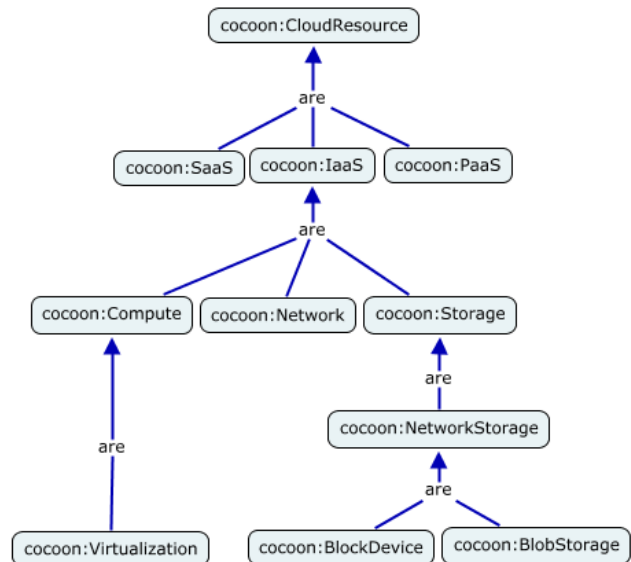 cocoon:CloudResource
are
cocoon:SaaS
cocoon:IaaS
cocoon:PaaS
are
cocoon:Compute
cocoon:Network
cocoon:Storage
are
cocoon:NetworkStorage
are
are
cocoon:Virtualization
cocoon:BlockDevice
cocoon:BlobStorage